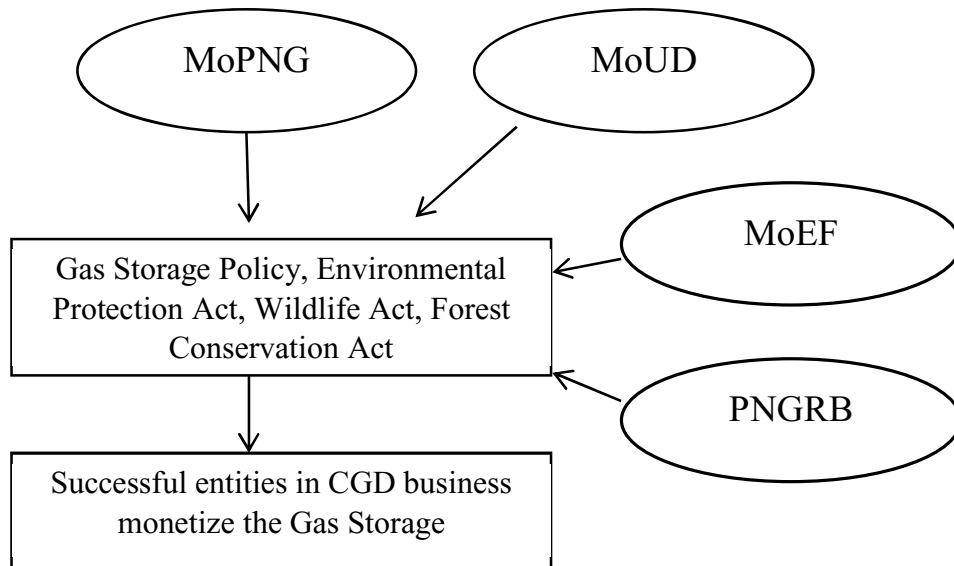 MoPNG
MoUD
MoEF
Gas Storage Policy, Environmental
Protection Act, Wildlife Act, Forest
Conservation Act
PNGRB
Successful entities in CGD business
monetize the Gas Storage